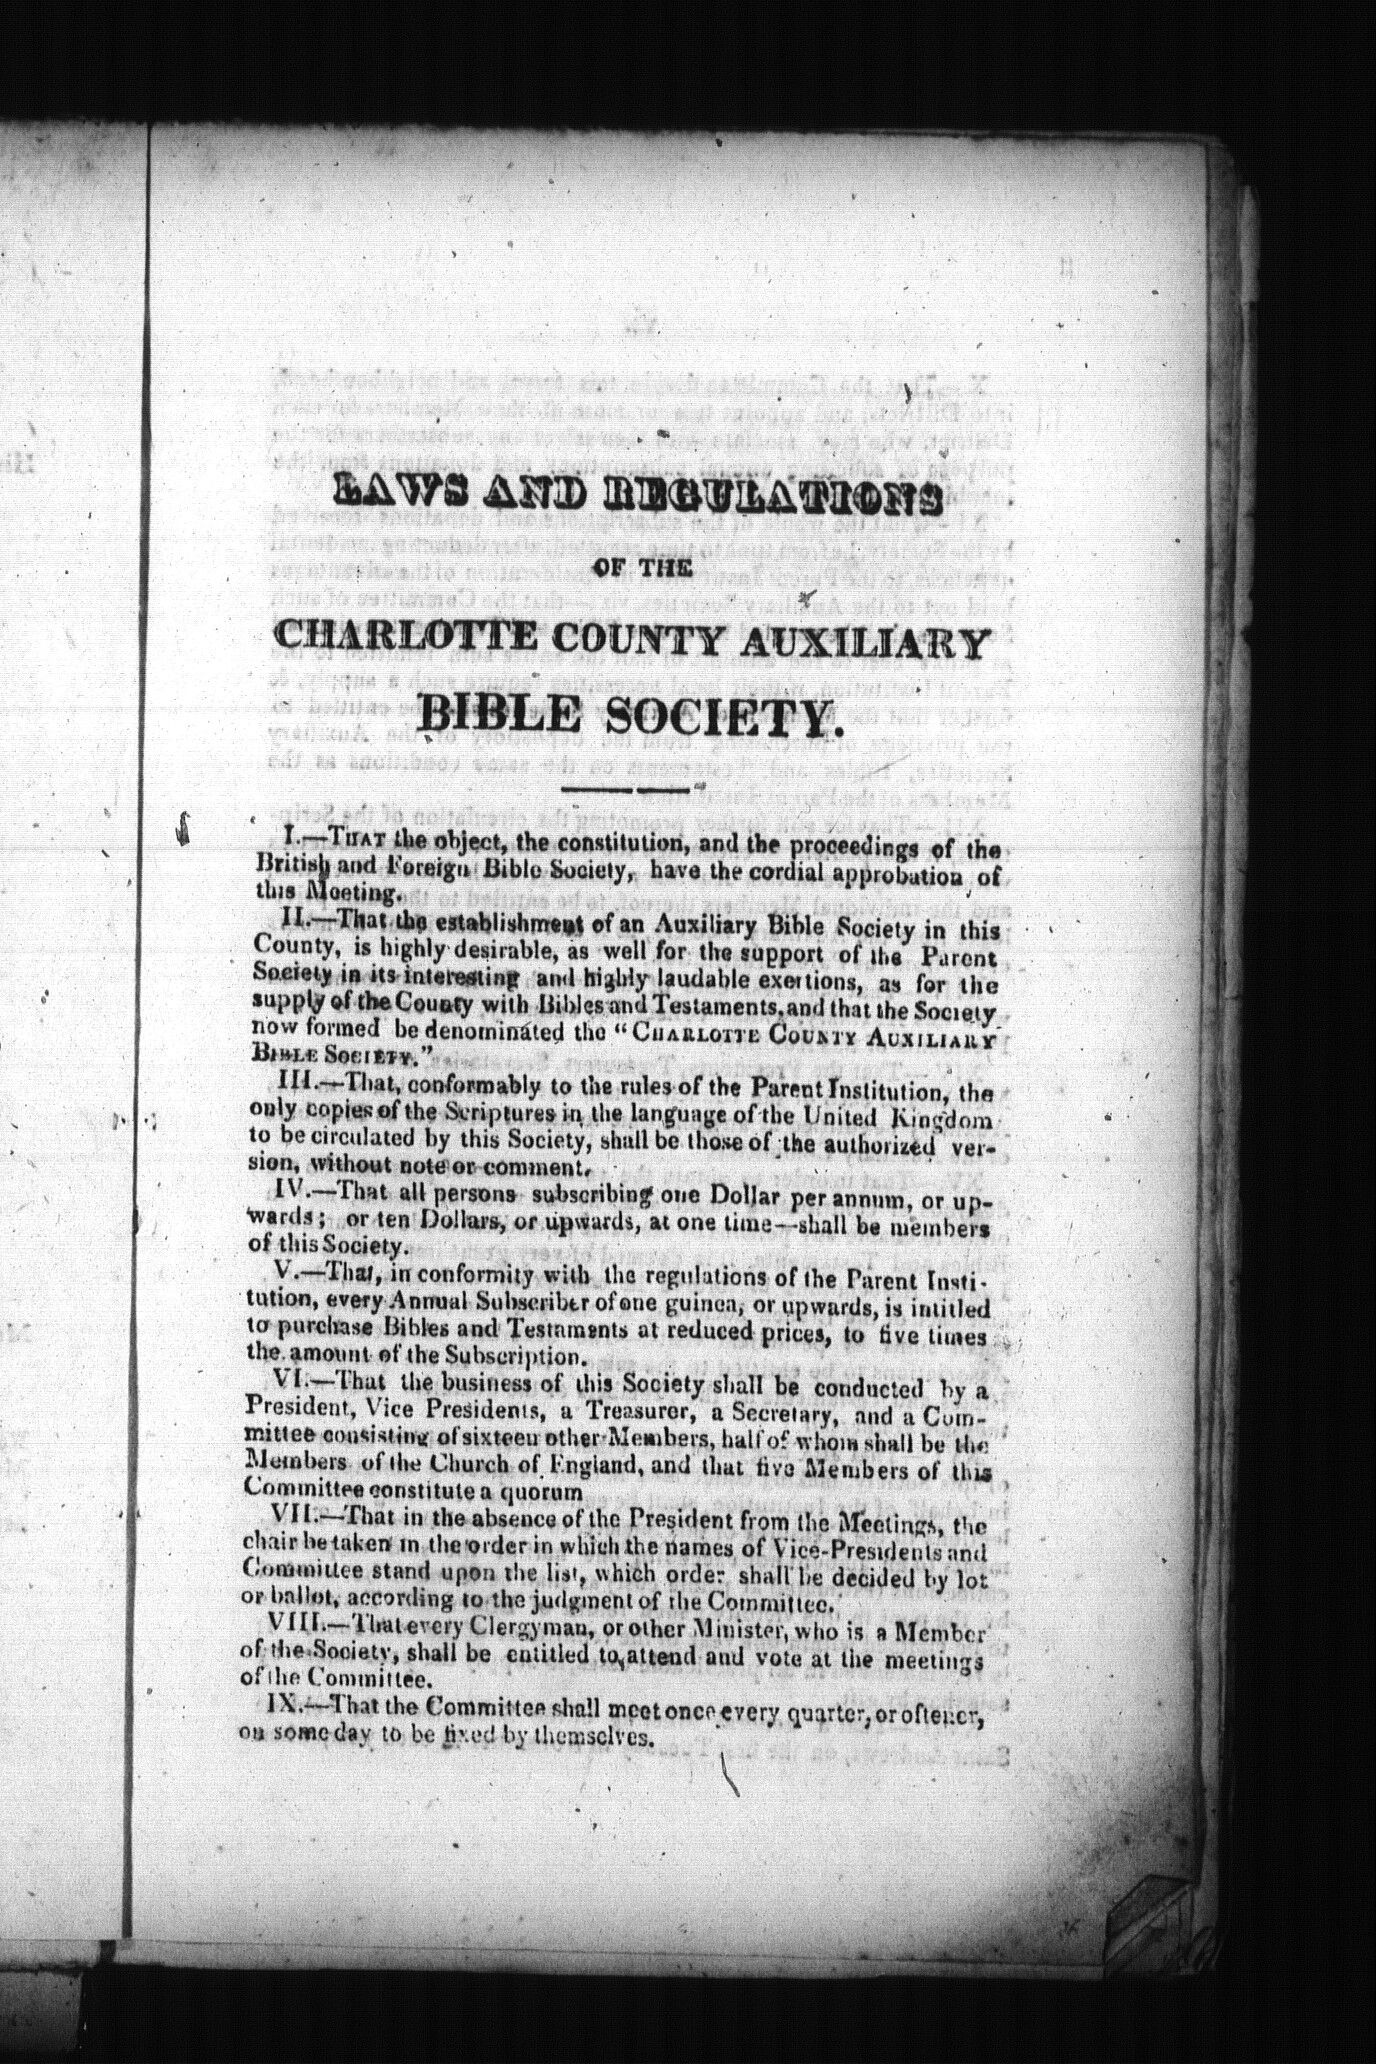 LAWS AND REGULATIONS
OF THE
CHARLOTTE COUNTY AUXILIARY
BIBLE SOCIETY.
I.—THAT the object, the constitution, and the proceedings of the
British and Foreign Bible Society, have the cordial approbation of
this Meeting.
II.—That the establishment of an Auxiliary Bible Society in this
County, is highly desirable, as well for the support of the Parent
Society in its interesting and highly laudable exertions, as for the
supply of the County with Bibles and Testaments, and that the Society
now formed be denominated the "CHARLOTTE COUNTY AUXILIARY
BIBLE SOCIETY."
III.—That, conformably to the rules of the Parent Institution, the
only copies of the Scriptures in the language of the United Kingdom
to be circulated by this Society, shall be those of the authorized ver-
sion, without note or comment.
IV.—That all persons subscribing one Dollar per annum, or up-
wards; or ten Dollars, or upwards, at one time—shall be members
of this Society.
V.—That, in conformity with the regulations of the Parent Insti-
tution, every Annual Subscriber of one guinea, or upwards, is intitled
to purchase Bibles and Testaments at reduced prices, to five times
the amount of the Subscription.
VI.—That the business of this Society shall be conducted by a
President, Vice Presidents, a Treasurer, a Secretary, and a Com-
mittee consisting of sixteen other Members, half of whom shall be the
Members of the Church of England, and that five Members of this
Committee constitute a quorum
VII.—That in the absence of the President from the Meetings, the
chair be taken in the order in which the names of Vice-Presidents and
Committee stand upon the list, which order shall be decided by lot
or ballot, according to the judgment of the Committee.
VIII.—That every Clergyman, or other Minister, who is a Member
of the Society, shall be entitled to attend and vote at the meetings
of the Committee.
IX.—That the Committee shall meet once every quarter, or oftener,
on some day to be fixed by themselves.